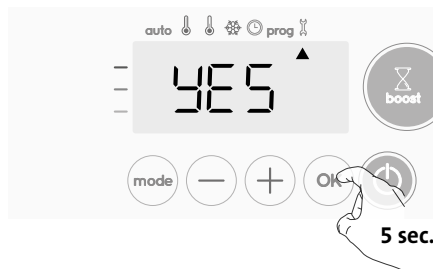 auto prog
YES
boost
mode − + OK
5 sec.